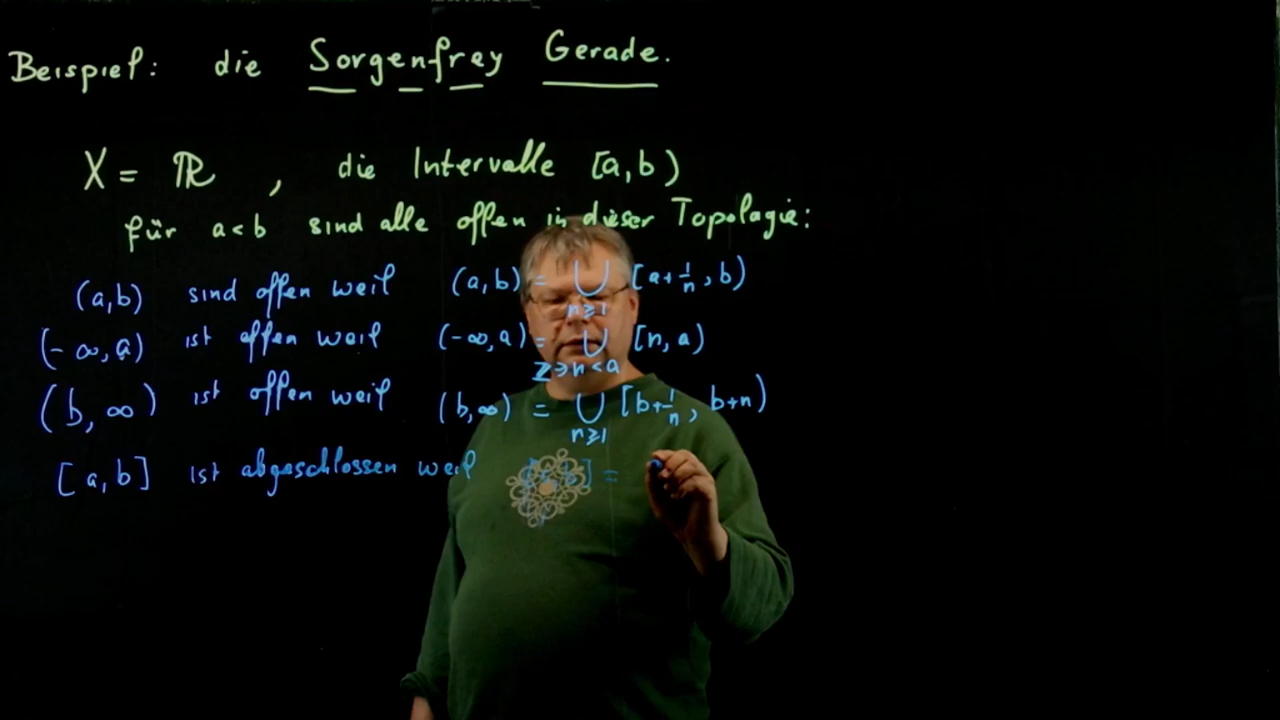 Beispiel: die Sorgenfrey Gerade.
X = ℝ , die Intervalle [a,b)
für a<b sind alle offen in dieser Topologie:
(a,b) sind offen weil (a,b) = ⋃ [a+1/n, b)
n≥1
(-∞,a) ist offen weil (-∞,a) = ⋃ [n,a)
ℤ∋n<a
(b,∞) ist offen weil (b,∞) = ⋃ [b+1/n, b+n)
n≥1
[a,b] ist abgeschlossen weil [a,b] =